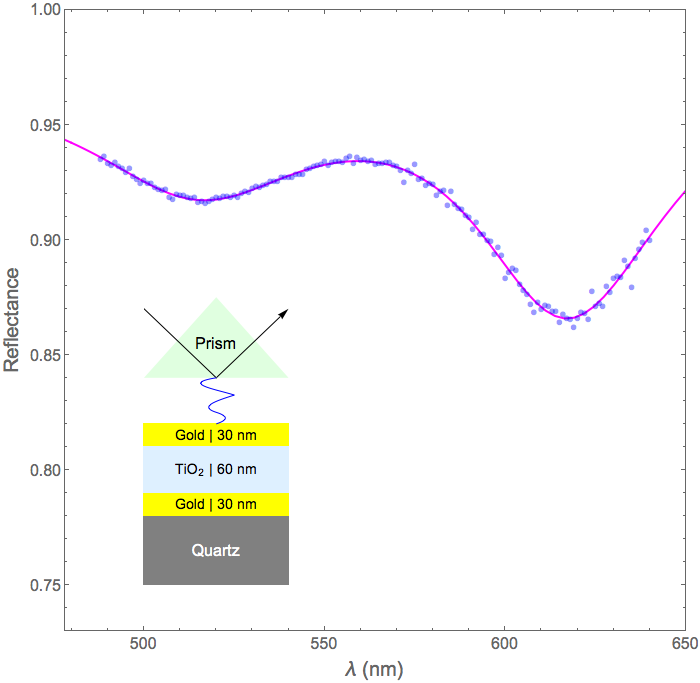 1.00
0.95
0.90
0.85
0.80
0.75
Reflectance
Prism
Gold | 30 nm
TiO₂ | 60 nm
Gold | 30 nm
Quartz
500 550 600 650
λ (nm)